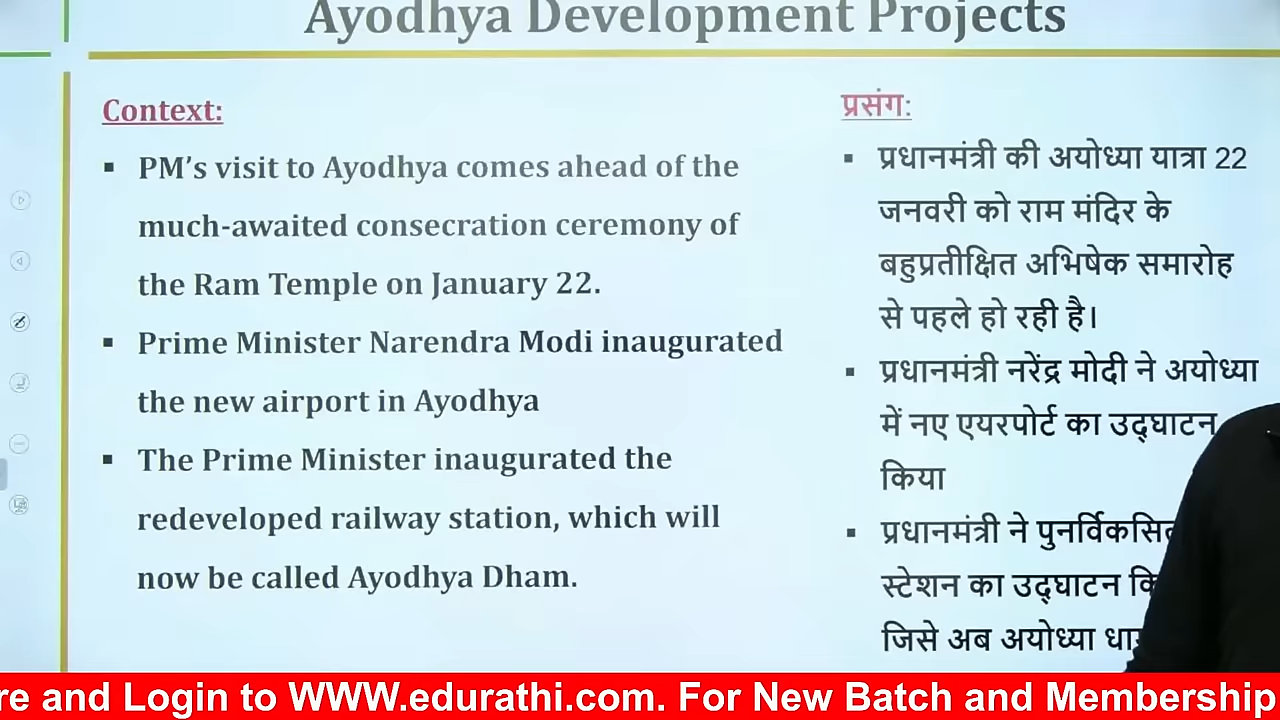 Ayodhya Development Projects
Context:
▪ PM’s visit to Ayodhya comes ahead of the
much-awaited consecration ceremony of
the Ram Temple on January 22.
▪ Prime Minister Narendra Modi inaugurated
the new airport in Ayodhya
▪ The Prime Minister inaugurated the
redeveloped railway station, which will
now be called Ayodhya Dham.
प्रसंग:
▪ प्रधानमंत्री की अयोध्या यात्रा 22
जनवरी को राम मंदिर के
बहुप्रतीक्षित अभिषेक समारोह
से पहले हो रही है।
▪ प्रधानमंत्री नरेंद्र मोदी ने अयोध्या
में नए एयरपोर्ट का उद्घाटन
किया
▪ प्रधानमंत्री ने
स्टेशन का उद्घाटन
जिसे अब अयोध्या
re and Login to WWW.edurathi.com. For New Batch and Membership